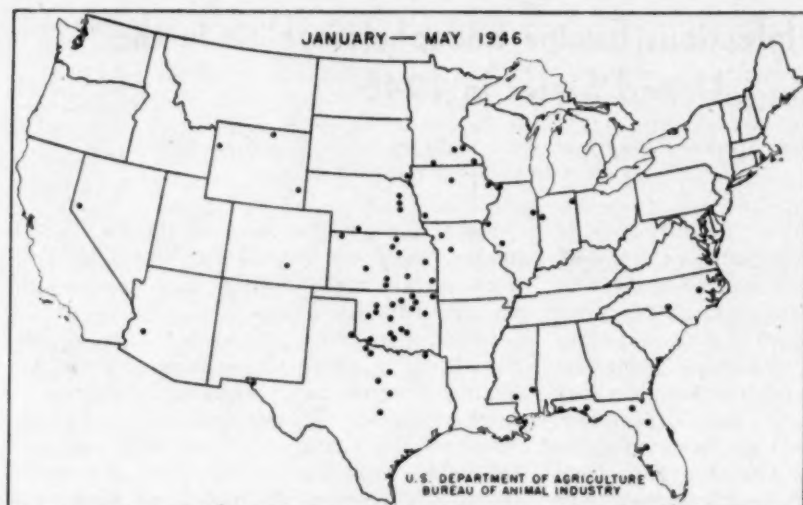 JANUARY — MAY 1946
U.S. DEPARTMENT OF AGRICULTURE
BUREAU OF ANIMAL INDUSTRY